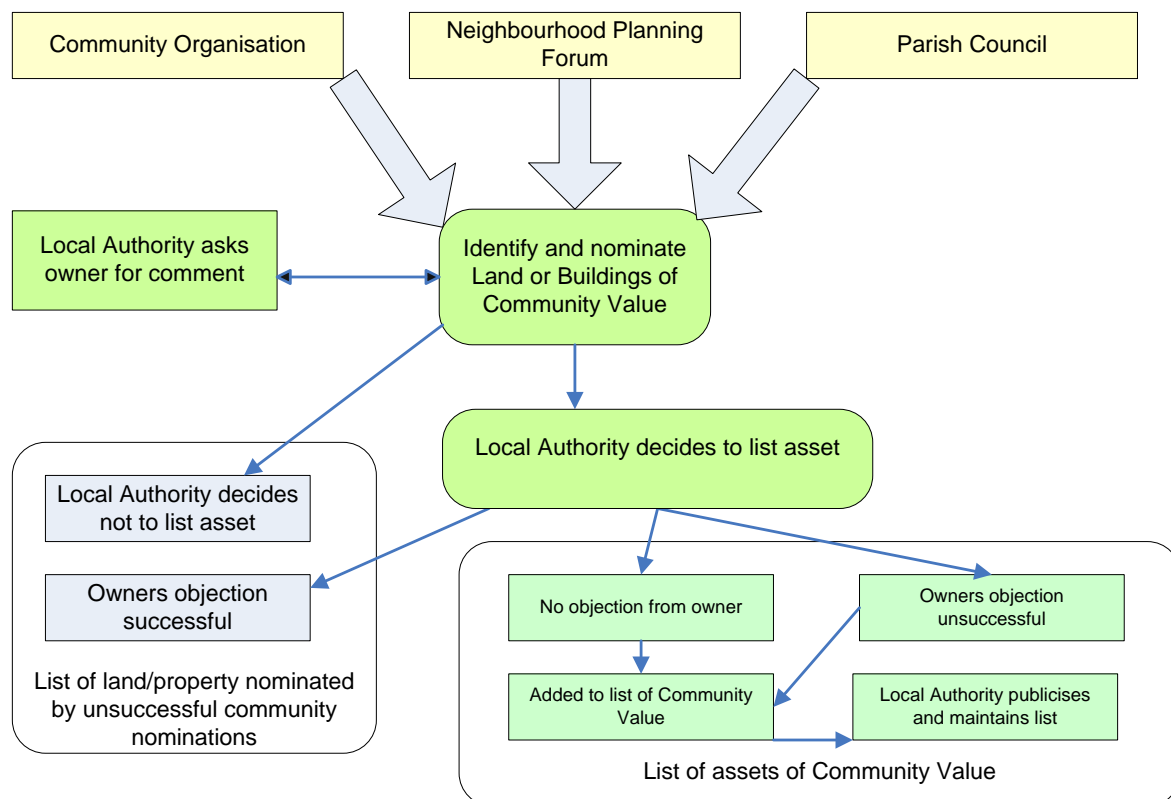 Community Organisation
Neighbourhood Planning
Forum
Parish Council
Local Authority asks
owner for comment
Identify and nominate
Land or Buildings of
Community Value
Local Authority decides to list asset
Local Authority decides
not to list asset
Owners objection
successful
List of land/property nominated
by unsuccessful community
nominations
No objection from owner
Owners objection
unsuccessful
Added to list of Community
Value
Local Authority publicises
and maintains list
List of assets of Community Value